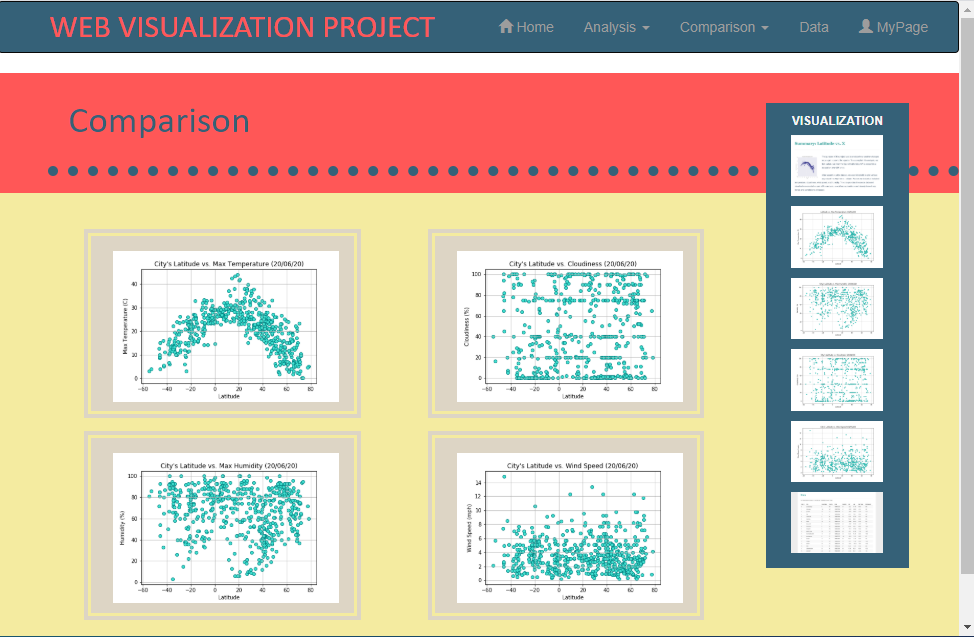 WEB VISUALIZATION PROJECT
Home Analysis Comparison Data MyPage
Comparison
VISUALIZATION
Summary: Latitude vs. X
City's Latitude vs. Max Temperature (20/06/20)
Max Temperature (C)
40
30
20
10
0
−60 −40 −20 0 20 40 60 80
Latitude
City's Latitude vs. Cloudiness (20/06/20)
Cloudiness (%)
100
80
60
40
20
0
−60 −40 −20 0 20 40 60 80
Latitude
City's Latitude vs. Max Humidity (20/06/20)
Humidity (%)
100
80
60
40
20
0
−60 −40 −20 0 20 40 60 80
Latitude
City's Latitude vs. Wind Speed (20/06/20)
Wind Speed (mph)
14
12
10
8
6
4
2
0
−60 −40 −20 0 20 40 60 80
Latitude